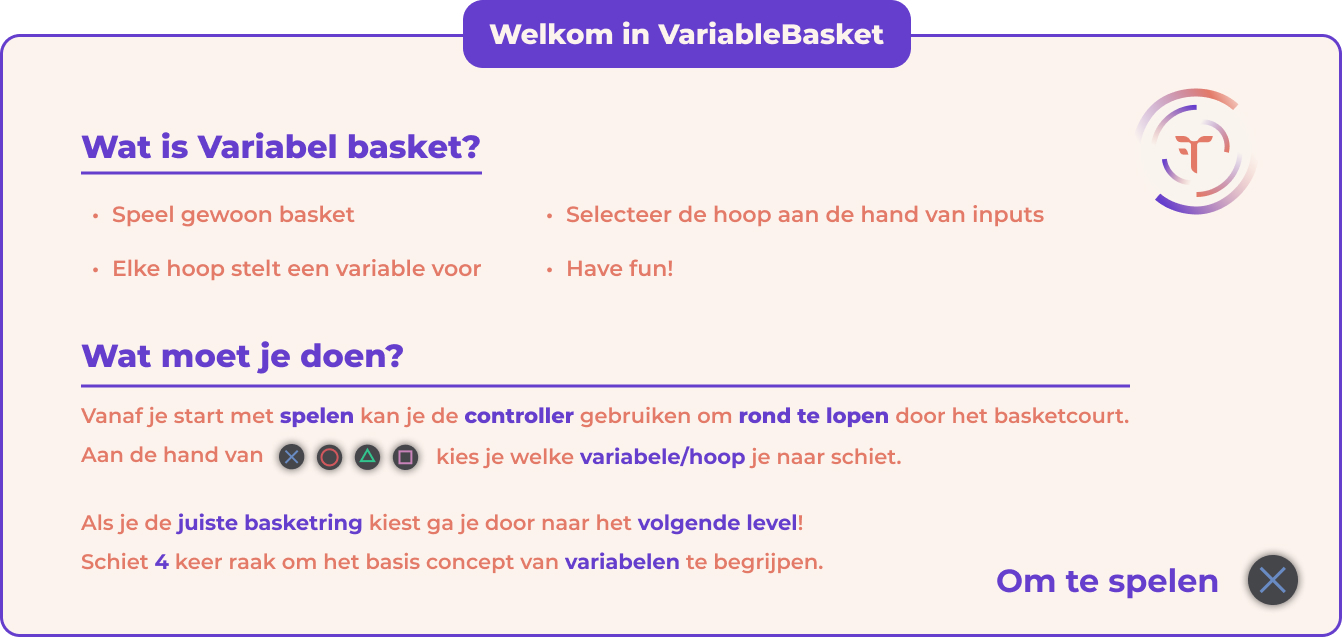 Welkom in VariableBasket
Wat is Variabel basket?
• Speel gewoon basket
• Elke hoop stelt een variable voor
• Selecteer de hoop aan de hand van inputs
• Have fun!
Wat moet je doen?
Vanaf je start met spelen kan je de controller gebruiken om rond te lopen door het basketcourt.
Aan de hand van kies je welke variabele/hoop je naar schiet.
Als je de juiste basketring kiest ga je door naar het volgende level!
Schiet 4 keer raak om het basis concept van variabelen te begrijpen.
Om te spelen